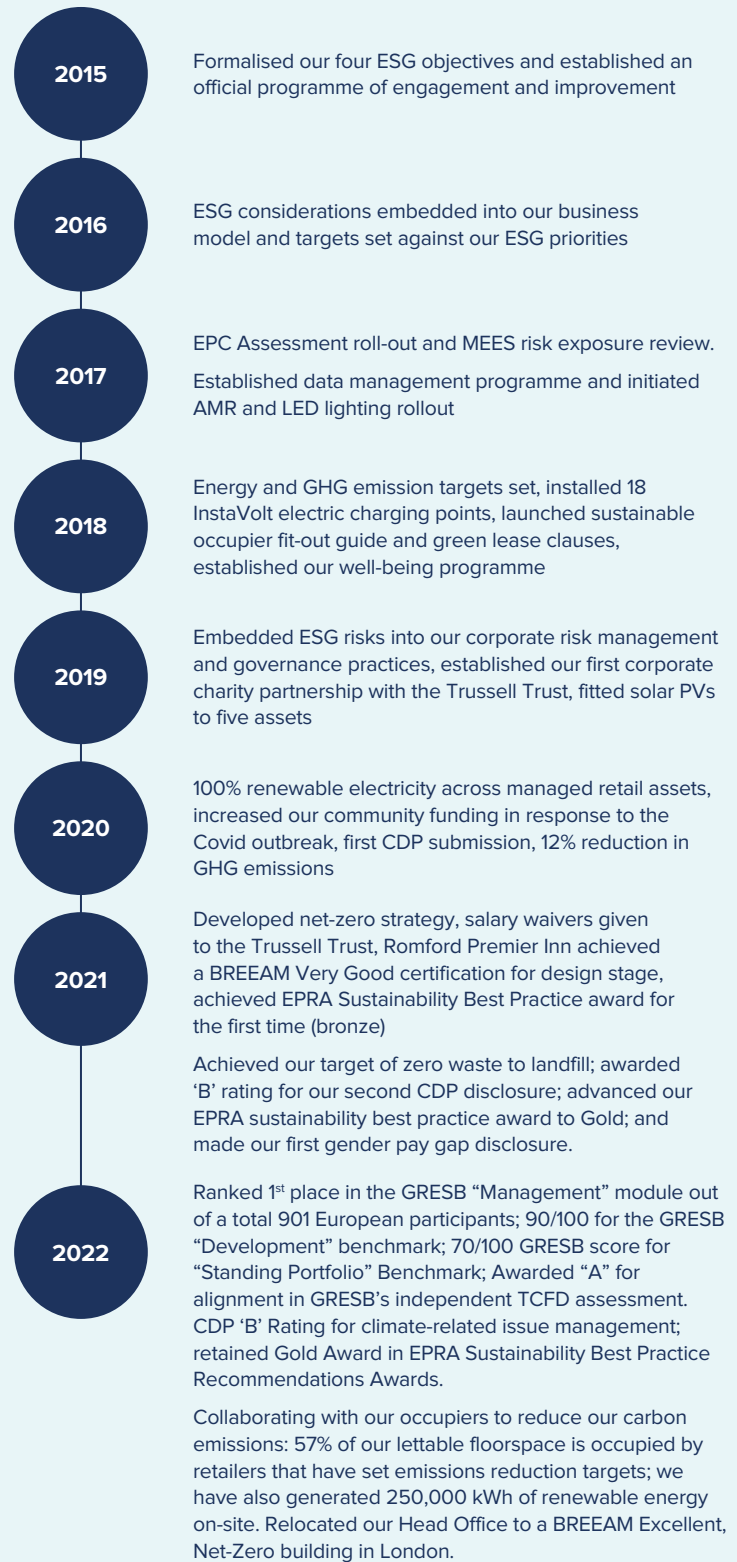 2015
Formalised our four ESG objectives and established an
official programme of engagement and improvement
2016
ESG considerations embedded into our business
model and targets set against our ESG priorities
2017
EPC Assessment roll-out and MEES risk exposure review.
Established data management programme and initiated
AMR and LED lighting rollout
2018
Energy and GHG emission targets set, installed 18
InstaVolt electric charging points, launched sustainable
occupier fit-out guide and green lease clauses,
established our well-being programme
2019
Embedded ESG risks into our corporate risk management
and governance practices, established our first corporate
charity partnership with the Trussell Trust, fitted solar PVs
to five assets
2020
100% renewable electricity across managed retail assets,
increased our community funding in response to the
Covid outbreak, first CDP submission, 12% reduction in
GHG emissions
2021
Developed net-zero strategy, salary waivers given
to the Trussell Trust, Romford Premier Inn achieved
a BREEAM Very Good certification for design stage,
achieved EPRA Sustainability Best Practice award for
the first time (bronze)
Achieved our target of zero waste to landfill; awarded
‘B’ rating for our second CDP disclosure; advanced our
EPRA sustainability best practice award to Gold; and
made our first gender pay gap disclosure.
2022
Ranked 1st place in the GRESB “Management” module out
of a total 901 European participants; 90/100 for the GRESB
“Development” benchmark; 70/100 GRESB score for
“Standing Portfolio” Benchmark; Awarded “A” for
alignment in GRESB’s independent TCFD assessment.
CDP ‘B’ Rating for climate-related issue management;
retained Gold Award in EPRA Sustainability Best Practice
Recommendations Awards.
Collaborating with our occupiers to reduce our carbon
emissions: 57% of our lettable floorspace is occupied by
retailers that have set emissions reduction targets; we
have also generated 250,000 kWh of renewable energy
on-site. Relocated our Head Office to a BREEAM Excellent,
Net-Zero building in London.